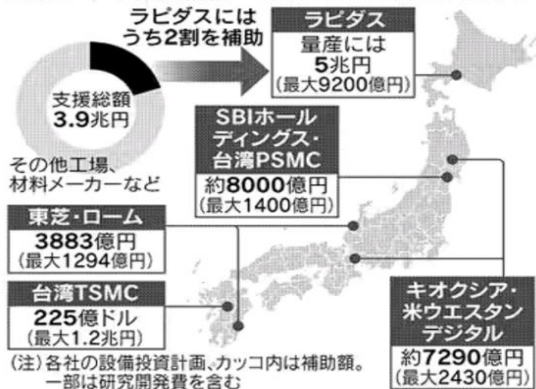 ラピダスには
うち2割を補助
支援総額
3.9兆円
その他工場、
材料メーカーなど
ラピダス
量産には
5兆円
(最大9200億円)
SBIホール
ディングス・
台湾PSMC
約8000億円
(最大1400億円)
東芝・ローム
3883億円
(最大1294億円)
台湾TSMC
225億ドル
(最大1.2兆円)
キオクシア・
米ウエスタン
デジタル
約7290億円
(最大2430億円)
(注)各社の設備投資計画、カッコ内は補助額。
一部は研究開発費を含む